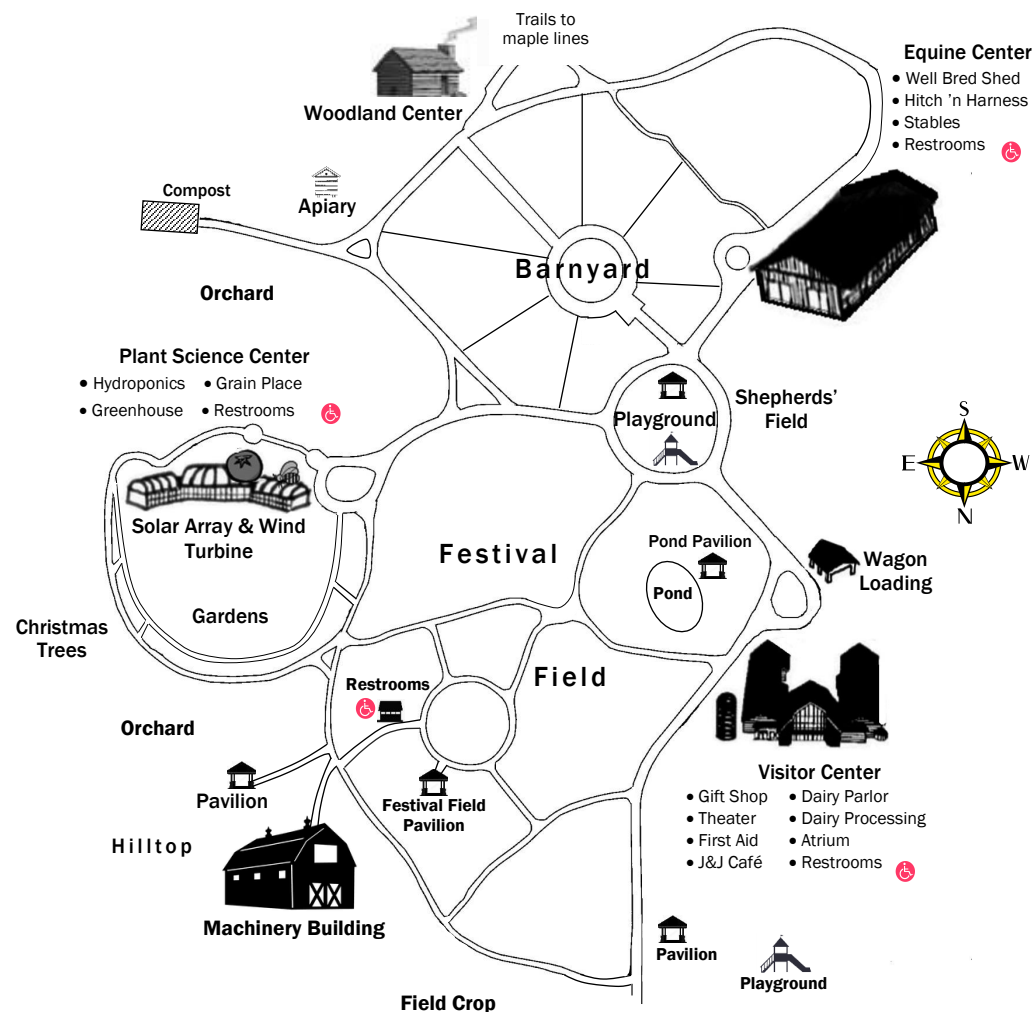 Trails to
maple lines
Woodland Center
Equine Center
• Well Bred Shed
• Hitch 'n Harness
• Stables
• Restrooms
Compost
Apiary
Barnyard
Orchard
Plant Science Center
• Hydroponics • Grain Place
• Greenhouse • Restrooms
Playground
Shepherds'
Field
S
E W
N
Solar Array & Wind
Turbine
Festival
Pond Pavilion
Pond
Wagon
Loading
Gardens
Christmas
Trees
Field
Restrooms
Orchard
Pavilion
Festival Field
Pavilion
Hilltop
Visitor Center
• Gift Shop • Dairy Parlor
• Theater • Dairy Processing
• First Aid • Atrium
• J&J Café • Restrooms
Machinery Building
Pavilion
Playground
Field Crop